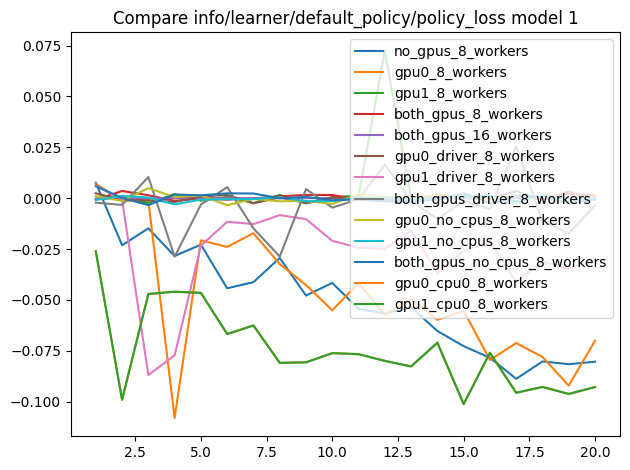 Compare info/learner/default_policy/policy_loss model 1
0.075
0.050
0.025
0.000
−0.025
−0.050
−0.075
−0.100
no_gpus_8_workers
gpu0_8_workers
gpu1_8_workers
both_gpus_8_workers
both_gpus_16_workers
gpu0_driver_8_workers
gpu1_driver_8_workers
both_gpus_driver_8_workers
gpu0_no_cpus_8_workers
gpu1_no_cpus_8_workers
both_gpus_no_cpus_8_workers
gpu0_cpu0_8_workers
gpu1_cpu0_8_workers
2.5 5.0 7.5 10.0 12.5 15.0 17.5 20.0